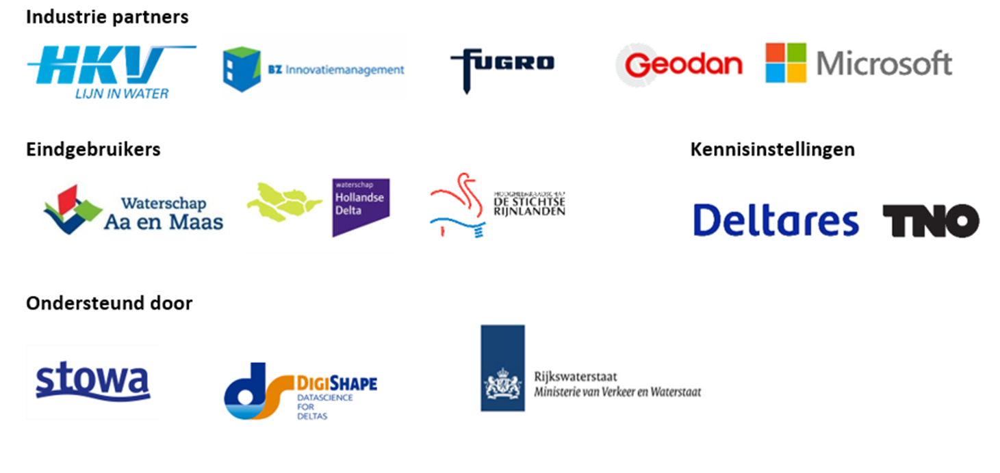 Industrie partners
HKV
LIJN IN WATER
BZ Innovatiemanagement
FUGRO
Geodan
Microsoft
Eindgebruikers
Kennisinstellingen
Waterschap
Aa en Maas
waterschap
Hollandse
Delta
HOOGHEEMRAADSCHAP
DE STICHTSE
RIJNLANDEN
Deltares
TNO
Ondersteund door
stowa
ds
DIGISHAPE
DATASCIENCE
FOR
DELTAS
Rijkswaterstaat
Ministerie van Verkeer en Waterstaat